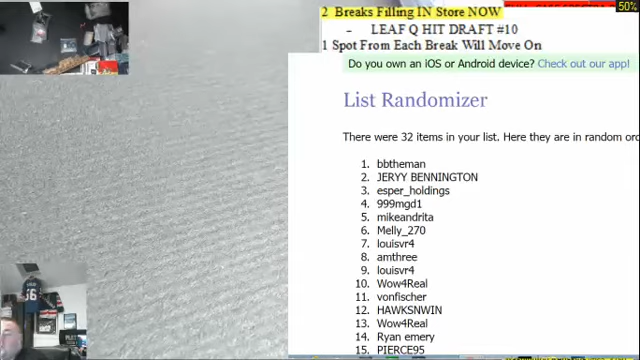 50%
2 Breaks Filling IN Store NOW
- LEAF Q HIT DRAFT #10
1 Spot From Each Break Will Move On
Do you own an iOS or Android device? Check out our app!
List Randomizer
There were 32 items in your list. Here they are in random
1. bbtheman
2. JERYY BENNINGTON
3. esper_holdings
4. 999mgd1
5. mikeandrita
6. Melly_270
7. louisvr4
8. amthree
9. louisvr4
10. Wow4Real
11. vonfischer
12. HAWKSNWIN
13. Wow4Real
14. Ryan emery
15. PIERCE95